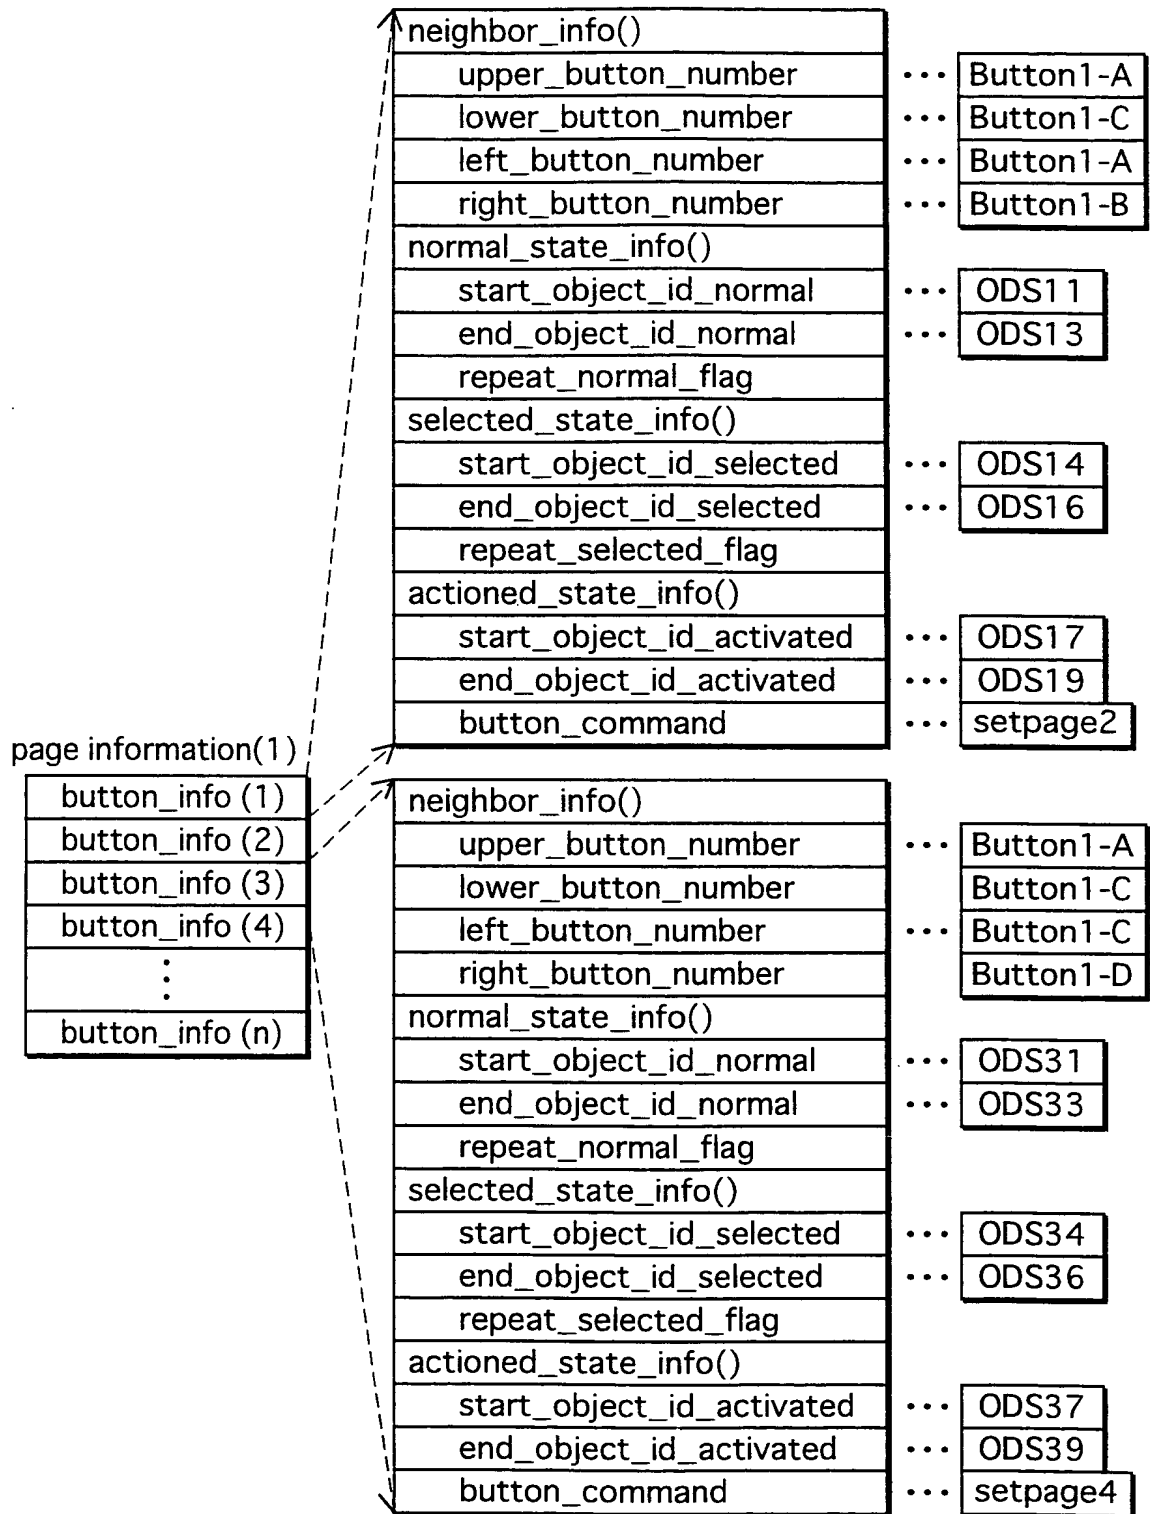 neighbor_info()
upper_button_number ... Button1-A
lower_button_number ... Button1-C
left_button_number ... Button1-A
right_button_number ... Button1-B
normal_state_info()
start_object_id_normal ... ODS11
end_object_id_normal ... ODS13
repeat_normal_flag
selected_state_info()
start_object_id_selected ... ODS14
end_object_id_selected ... ODS16
repeat_selected_flag
actioned_state_info()
start_object_id_activated ... ODS17
end_object_id_activated ... ODS19
button_command ... setpage2
page information(1)
button_info (1)
button_info (2)
button_info (3)
button_info (4)
⋮
button_info (n)
neighbor_info()
upper_button_number ... Button1-A
lower_button_number Button1-C
left_button_number ... Button1-C
right_button_number Button1-D
normal_state_info()
start_object_id_normal ... ODS31
end_object_id_normal ... ODS33
repeat_normal_flag
selected_state_info()
start_object_id_selected ... ODS34
end_object_id_selected ... ODS36
repeat_selected_flag
actioned_state_info()
start_object_id_activated ... ODS37
end_object_id_activated ... ODS39
button_command ... setpage4